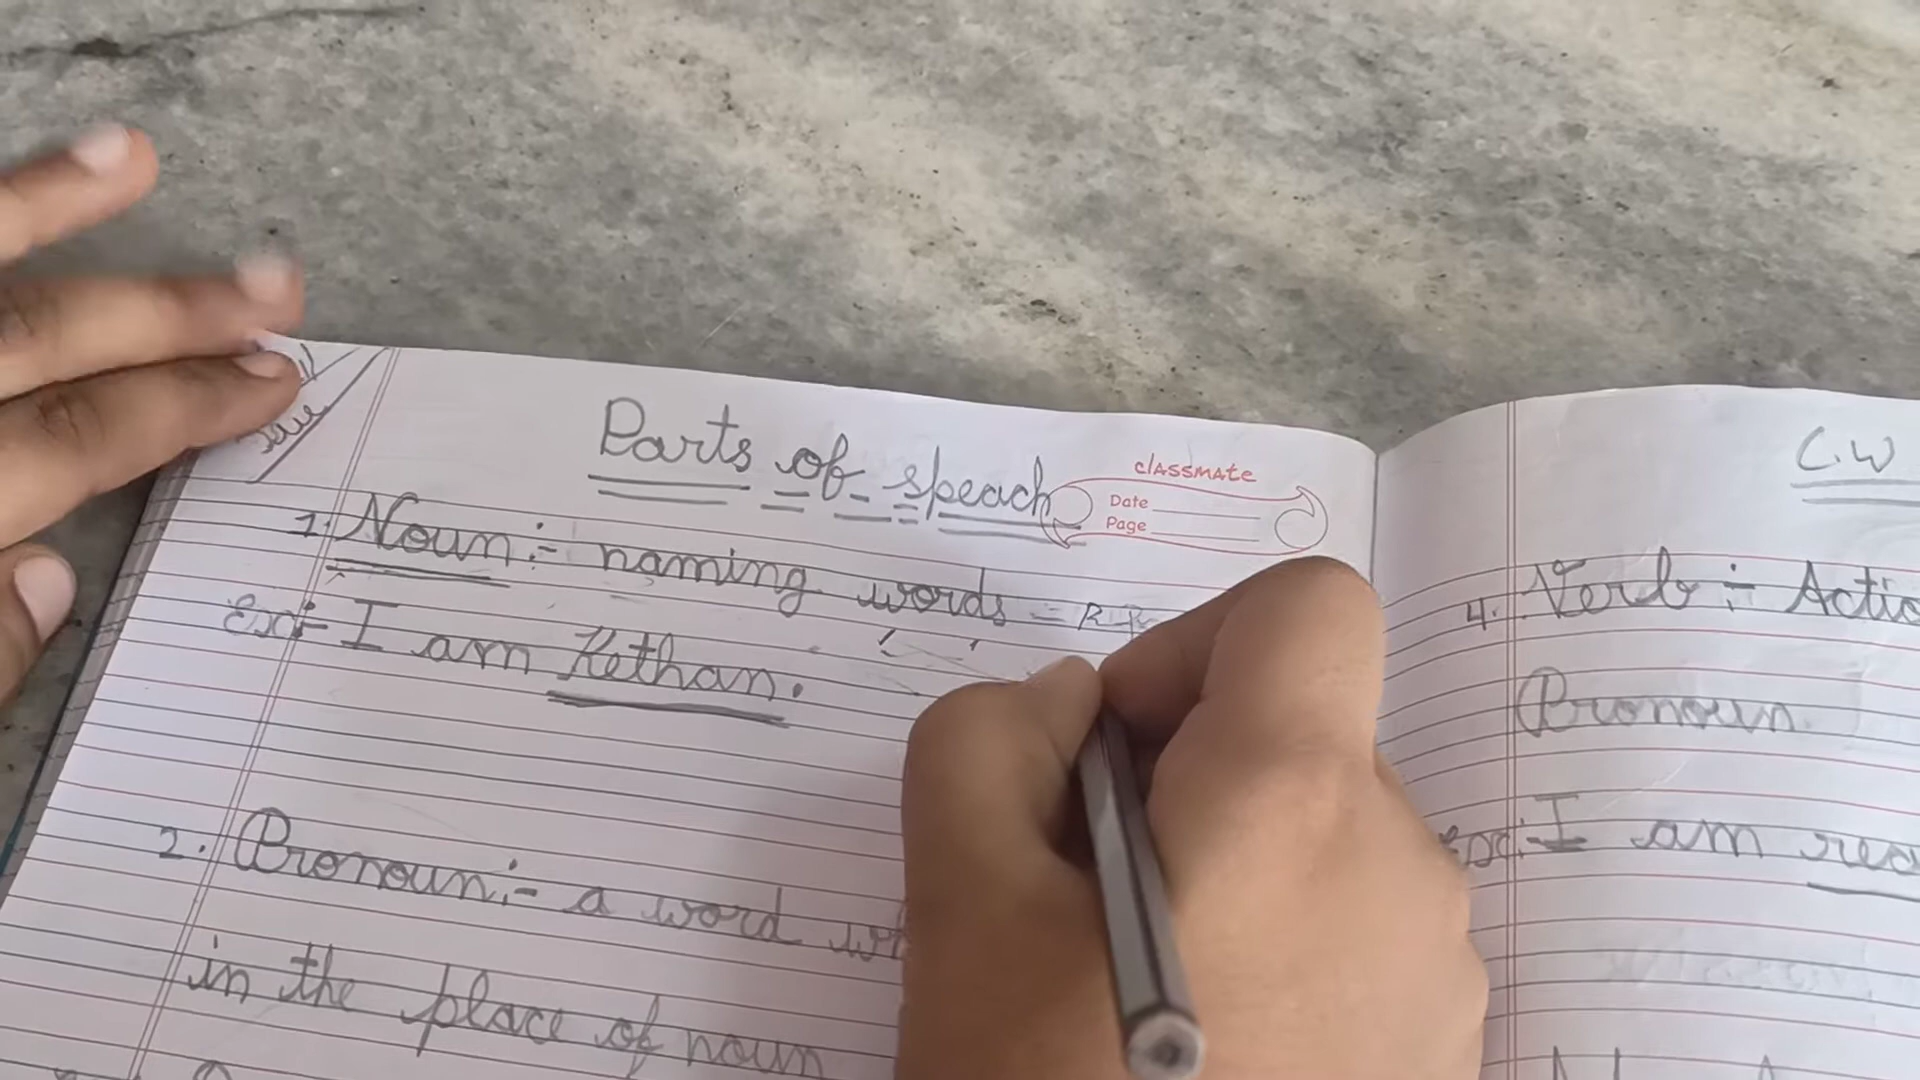 Parts of speach
classmate
Date
Page
1. Noun :- naming words =
Ex:- I am Kethan.
2. Pronoun :- a word
in the place of noun
C.W
4. Verb :- Actio
Pronoun.
Ex:- I am rea